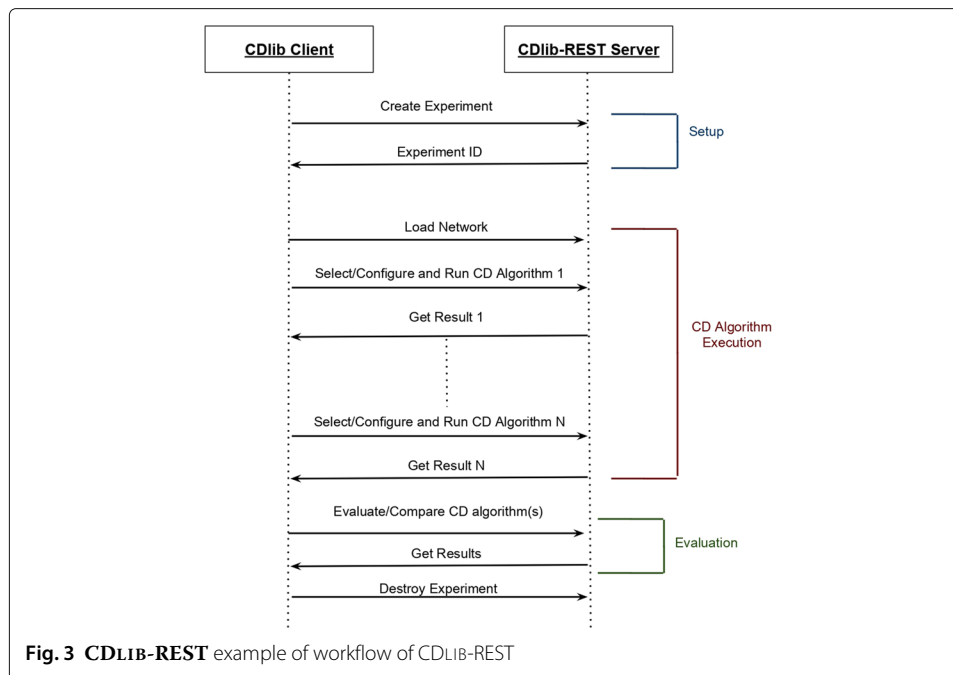 CDlib Client
CDlib-REST Server
Create Experiment
Setup
Experiment ID
Load Network
Select/Configure and Run CD Algorithm 1
Get Result 1
CD Algorithm
Execution
Select/Configure and Run CD Algorithm N
Get Result N
Evaluate/Compare CD algorithm(s)
Evaluation
Get Results
Destroy Experiment
Fig. 3 CDLIB-REST example of workflow of CDLIB-REST